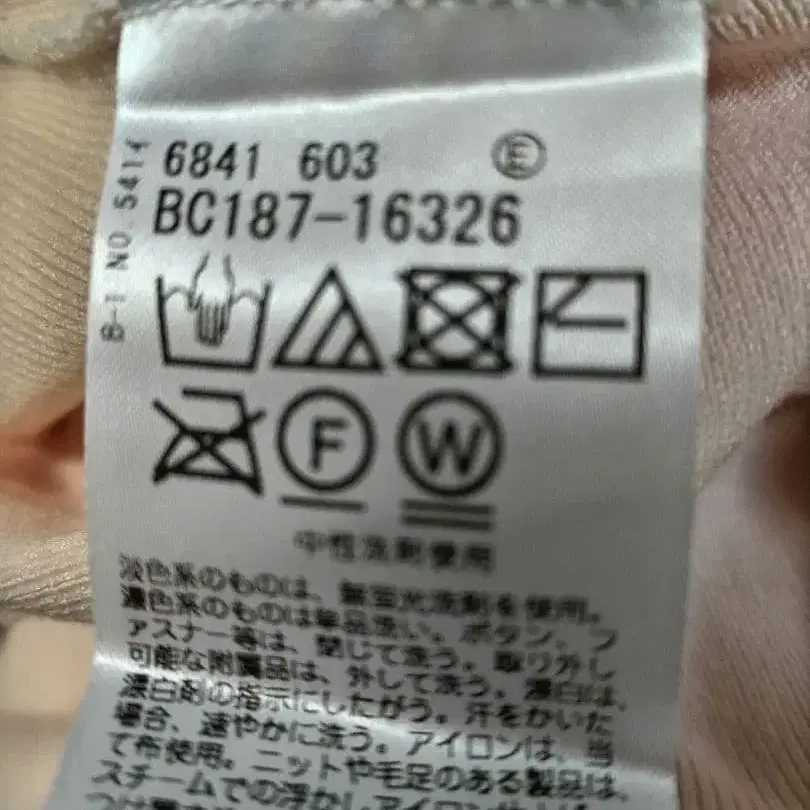 6841 603 Ⓔ
BC187-16326
B-1 NO. 5414
F
W
中性洗剤使用
淡色系のものは、無蛍光洗剤を使用。
濃色系のものは単品洗い。ボタン、フ
ァスナー等は、閉じて洗う。取り外し
可能な附属品は、外して洗う。漂白は、
漂白剤の指示にしたがう。汗をかいた
場合、速やかに洗う。アイロンは、当
て布使用。ニットや毛足のある製品は、
スチームでの浮かしアイロン